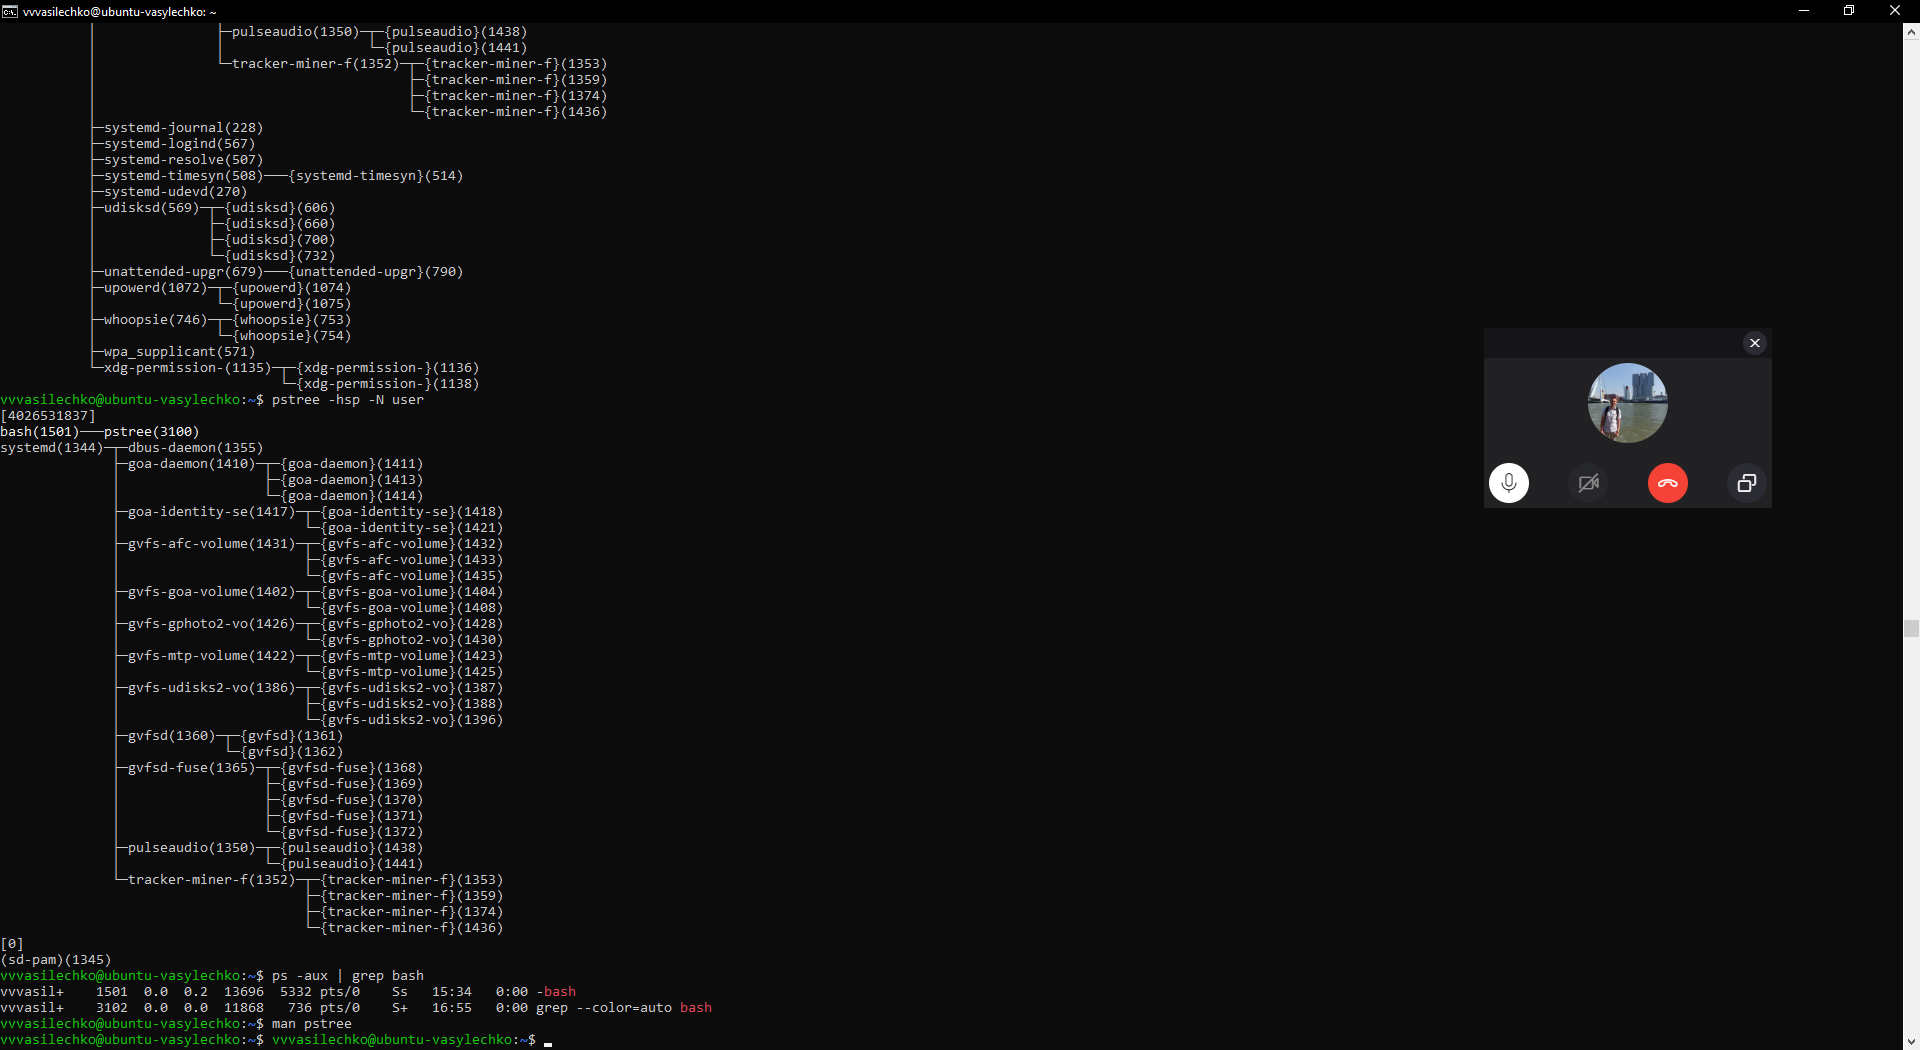 vvvasilechko@ubuntu-vasylechko: ~
├─pulseaudio(1350)─┬─{pulseaudio}(1438)
└─{pulseaudio}(1441)
└─tracker-miner-f(1352)─┬─{tracker-miner-f}(1353)
├─{tracker-miner-f}(1359)
├─{tracker-miner-f}(1374)
└─{tracker-miner-f}(1436)
├─systemd-journal(228)
├─systemd-logind(567)
├─systemd-resolve(507)
├─systemd-timesyn(508)───{systemd-timesyn}(514)
├─systemd-udevd(270)
├─udisksd(569)─┬─{udisksd}(606)
├─{udisksd}(660)
├─{udisksd}(700)
└─{udisksd}(732)
├─unattended-upgr(679)───{unattended-upgr}(790)
├─upowerd(1072)─┬─{upowerd}(1074)
└─{upowerd}(1075)
├─whoopsie(746)─┬─{whoopsie}(753)
└─{whoopsie}(754)
├─wpa_supplicant(571)
└─xdg-permission-(1135)─┬─{xdg-permission-}(1136)
└─{xdg-permission-}(1138)
vvvasilechko@ubuntu-vasylechko:~$ pstree -hsp -N user
[4026531837]
bash(1501)───pstree(3100)
systemd(1344)─┬─dbus-daemon(1355)
├─goa-daemon(1410)─┬─{goa-daemon}(1411)
├─{goa-daemon}(1413)
└─{goa-daemon}(1414)
├─goa-identity-se(1417)─┬─{goa-identity-se}(1418)
└─{goa-identity-se}(1421)
├─gvfs-afc-volume(1431)─┬─{gvfs-afc-volume}(1432)
├─{gvfs-afc-volume}(1433)
└─{gvfs-afc-volume}(1435)
├─gvfs-goa-volume(1402)─┬─{gvfs-goa-volume}(1404)
└─{gvfs-goa-volume}(1408)
├─gvfs-gphoto2-vo(1426)─┬─{gvfs-gphoto2-vo}(1428)
└─{gvfs-gphoto2-vo}(1430)
├─gvfs-mtp-volume(1422)─┬─{gvfs-mtp-volume}(1423)
└─{gvfs-mtp-volume}(1425)
├─gvfs-udisks2-vo(1386)─┬─{gvfs-udisks2-vo}(1387)
├─{gvfs-udisks2-vo}(1388)
└─{gvfs-udisks2-vo}(1396)
├─gvfsd(1360)─┬─{gvfsd}(1361)
└─{gvfsd}(1362)
├─gvfsd-fuse(1365)─┬─{gvfsd-fuse}(1368)
├─{gvfsd-fuse}(1369)
├─{gvfsd-fuse}(1370)
├─{gvfsd-fuse}(1371)
└─{gvfsd-fuse}(1372)
├─pulseaudio(1350)─┬─{pulseaudio}(1438)
└─{pulseaudio}(1441)
└─tracker-miner-f(1352)─┬─{tracker-miner-f}(1353)
├─{tracker-miner-f}(1359)
├─{tracker-miner-f}(1374)
└─{tracker-miner-f}(1436)
[0]
(sd-pam)(1345)
vvvasilechko@ubuntu-vasylechko:~$ ps -aux | grep bash
vvvasil+    1501  0.0  0.2  13696  5332 pts/0    Ss   15:34   0:00 -bash
vvvasil+    3102  0.0  0.0  11868   736 pts/0    S+   16:55   0:00 grep --color=auto bash
vvvasilechko@ubuntu-vasylechko:~$ man pstree
vvvasilechko@ubuntu-vasylechko:~$ vvvasilechko@ubuntu-vasylechko:~$